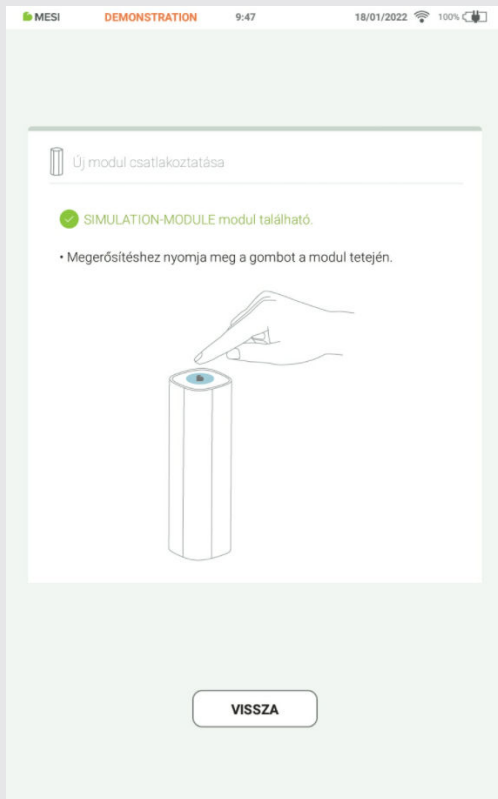 MESI DEMONSTRATION 9:47 18/01/2022 100%
Új modul csatlakoztatása
SIMULATION-MODULE modul található.
• Megerősítéshez nyomja meg a gombot a modul tetején.
VISSZA